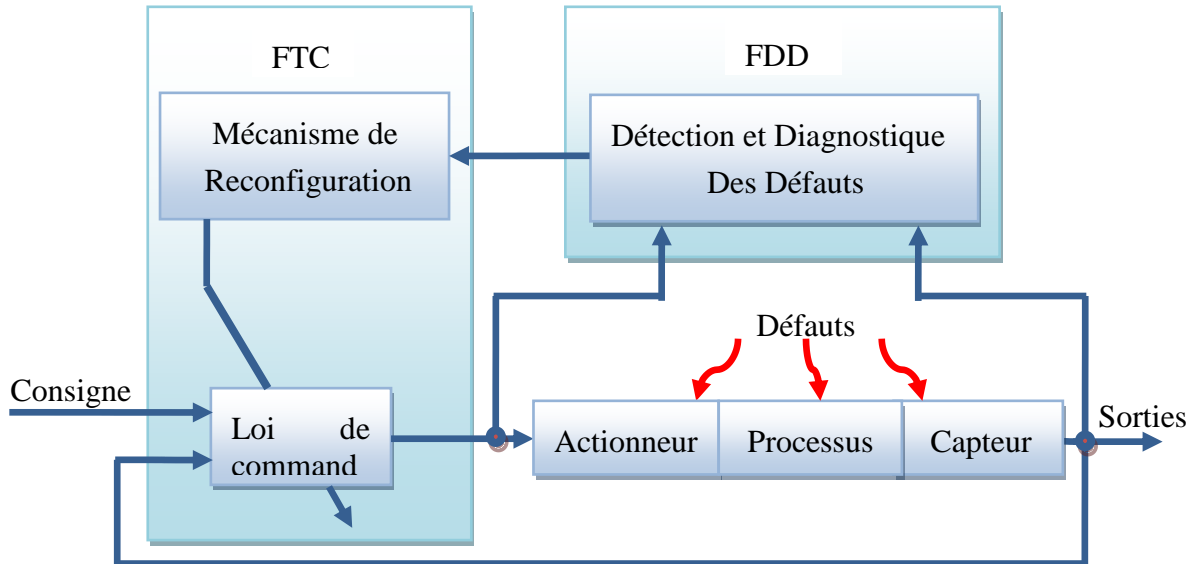 FTC
FDD
Mécanisme de
Reconfiguration
Détection et Diagnostique
Des Défauts
Défauts
Consigne
Loi de
command
Actionneur
Processus
Capteur
Sorties